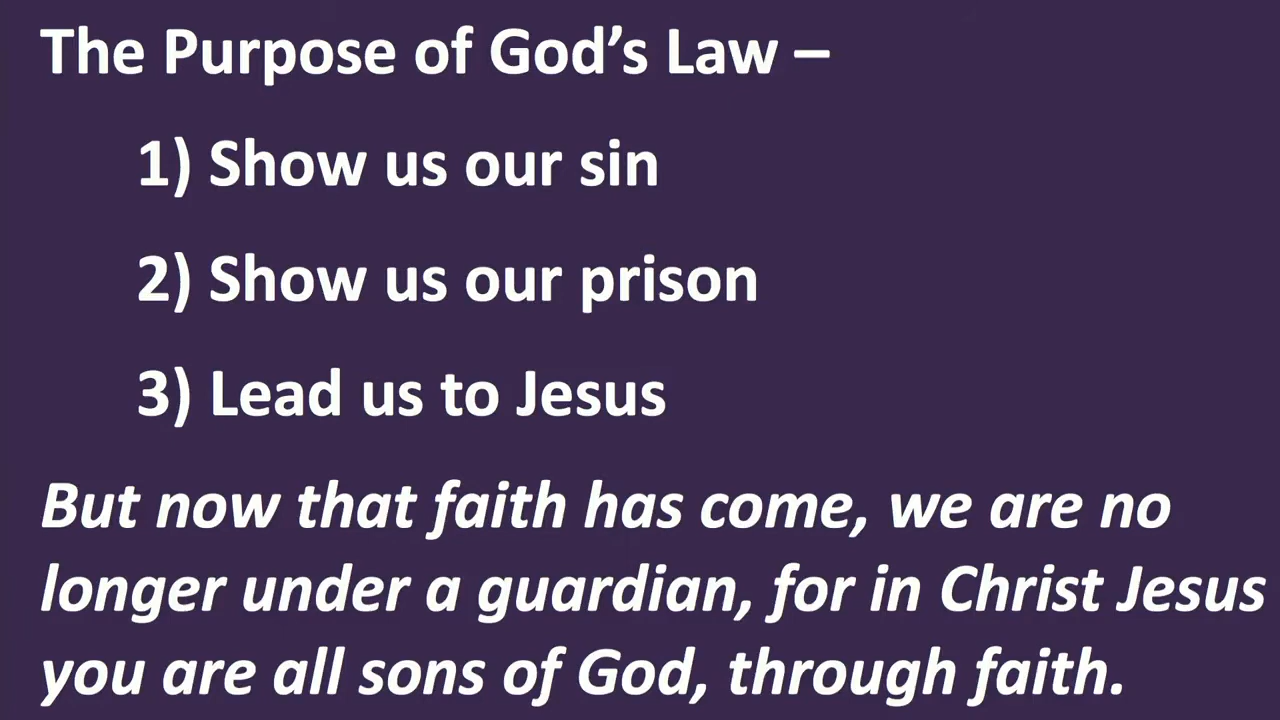 The Purpose of God’s Law –
1) Show us our sin
2) Show us our prison
3) Lead us to Jesus
But now that faith has come, we are no
longer under a guardian, for in Christ Jesus
you are all sons of God, through faith.